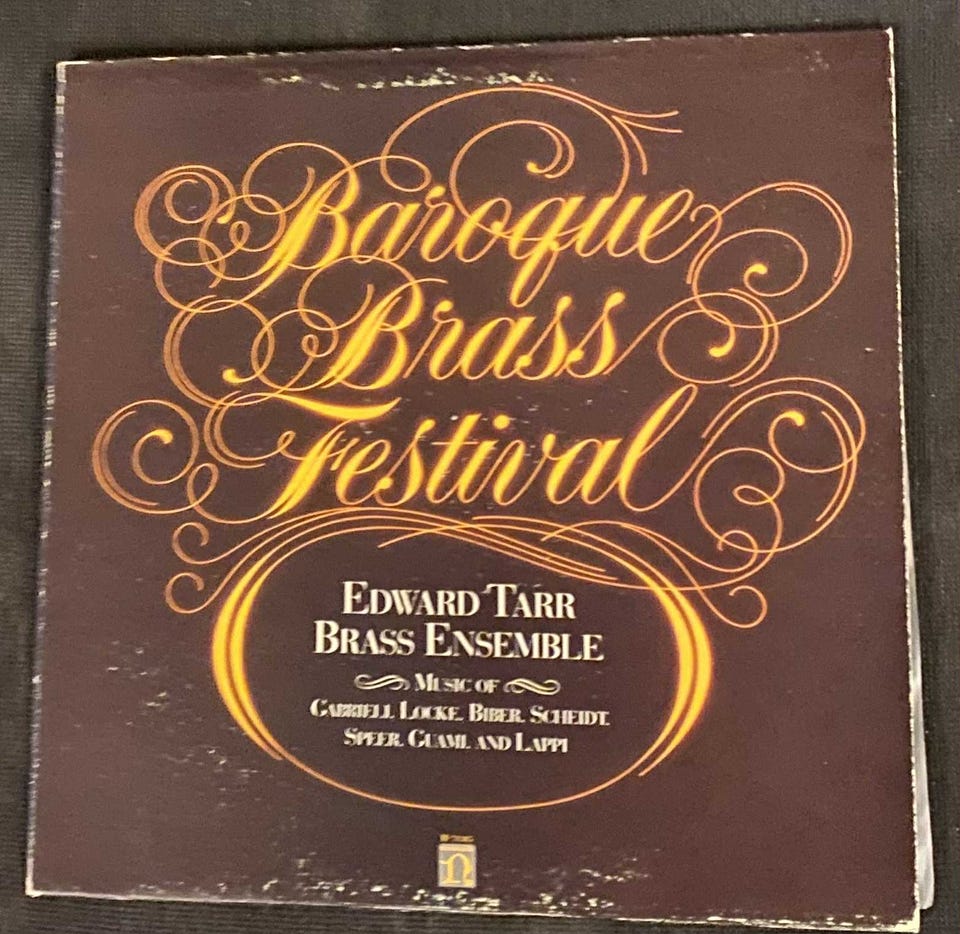 Baroque
Brass
Festival
EDWARD TARR
BRASS ENSEMBLE
MUSIC OF
GABRIELI, LOCKE, BIBER, SCHEIDT,
SPEER, GUAMI, AND LAPPI